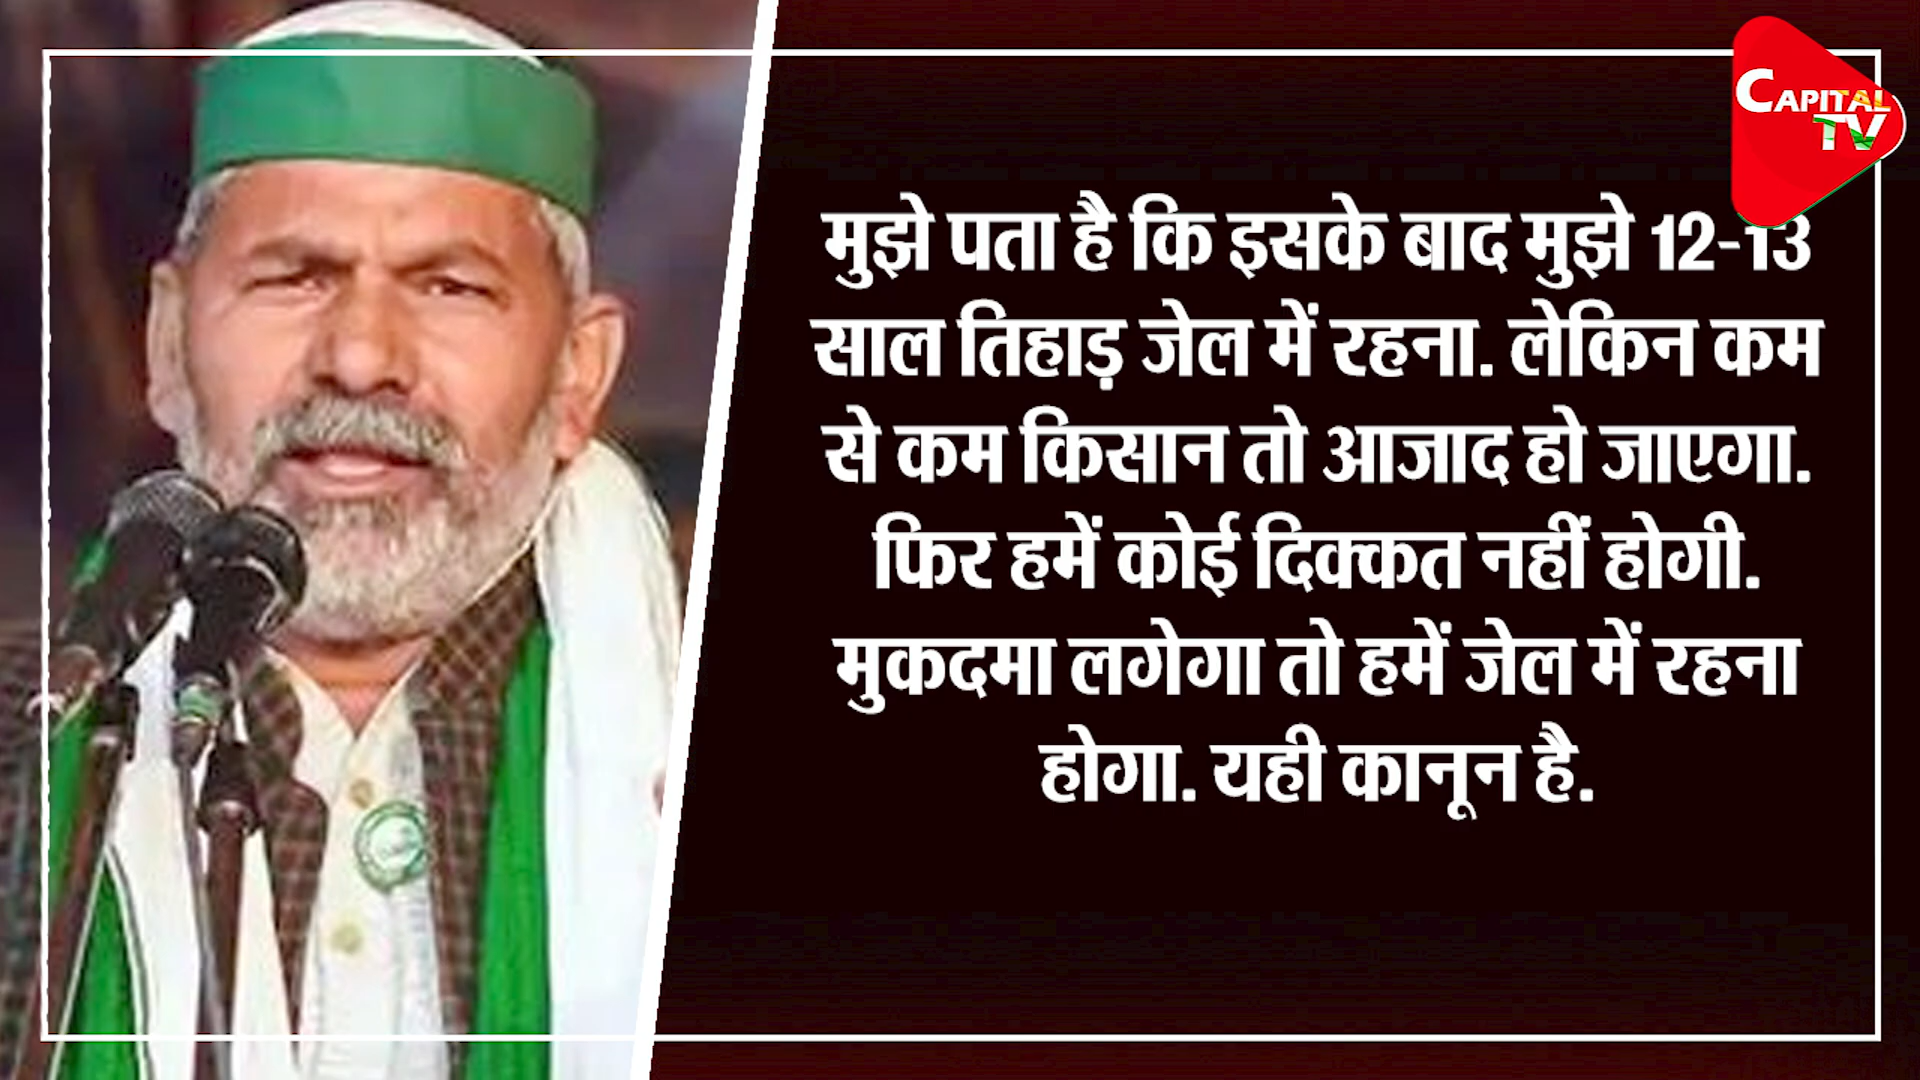 CAPITAL
TV
मुझे पता है कि इसके बाद मुझे 12-13
साल तिहाड़ जेल में रहना. लेकिन कम
से कम किसान तो आजाद हो जाएगा.
फिर हमें कोई दिक्कत नहीं होगी.
मुकदमा लगेगा तो हमें जेल में रहना
होगा. यही कानून है.